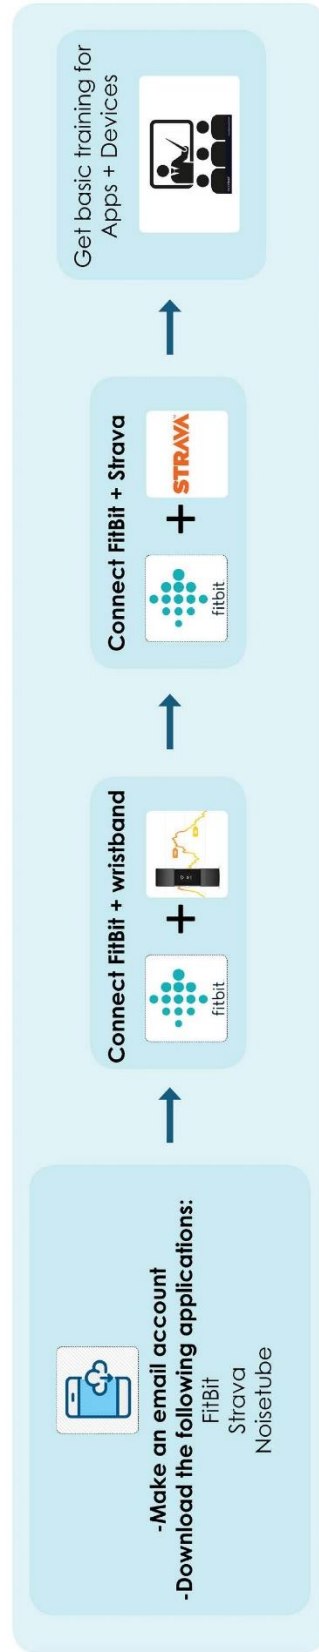 -Make an email account
-Download the following applications:
FitBit
Strava
Noisetube
Connect FitBit + wristband
fitbit
+
Connect FitBit + Strava
fitbit
+
STRAVA
Get basic training for
Apps + Devices